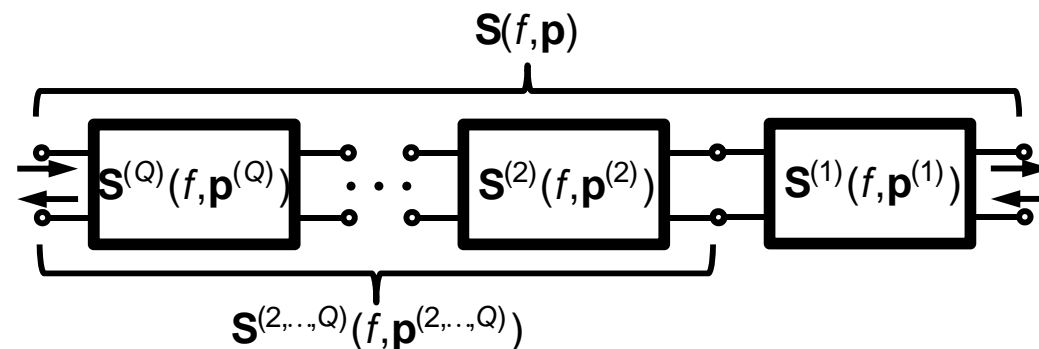 S(f,p)
S(Q)(f,p(Q)) ... S(2)(f,p(2)) S(1)(f,p(1))
S(2,...,Q)(f,p(2,...,Q))